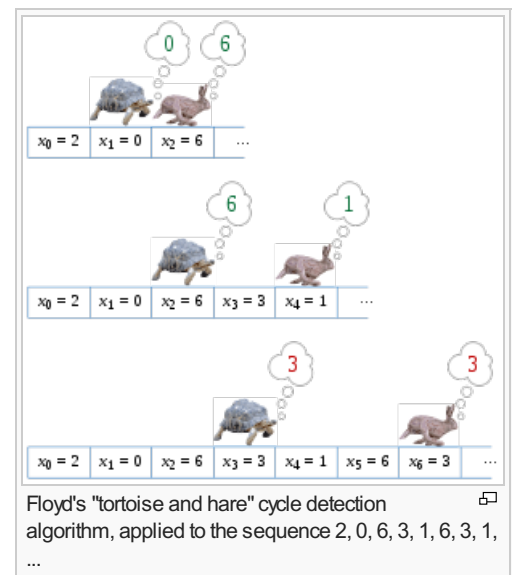 0 6
x₀ = 2 x₁ = 0 x₂ = 6 ...
6 1
x₀ = 2 x₁ = 0 x₂ = 6 x₃ = 3 x₄ = 1 ...
3 3
x₀ = 2 x₁ = 0 x₂ = 6 x₃ = 3 x₄ = 1 x₅ = 6 x₆ = 3 ...
Floyd's "tortoise and hare" cycle detection
algorithm, applied to the sequence 2, 0, 6, 3, 1, 6, 3, 1,
...